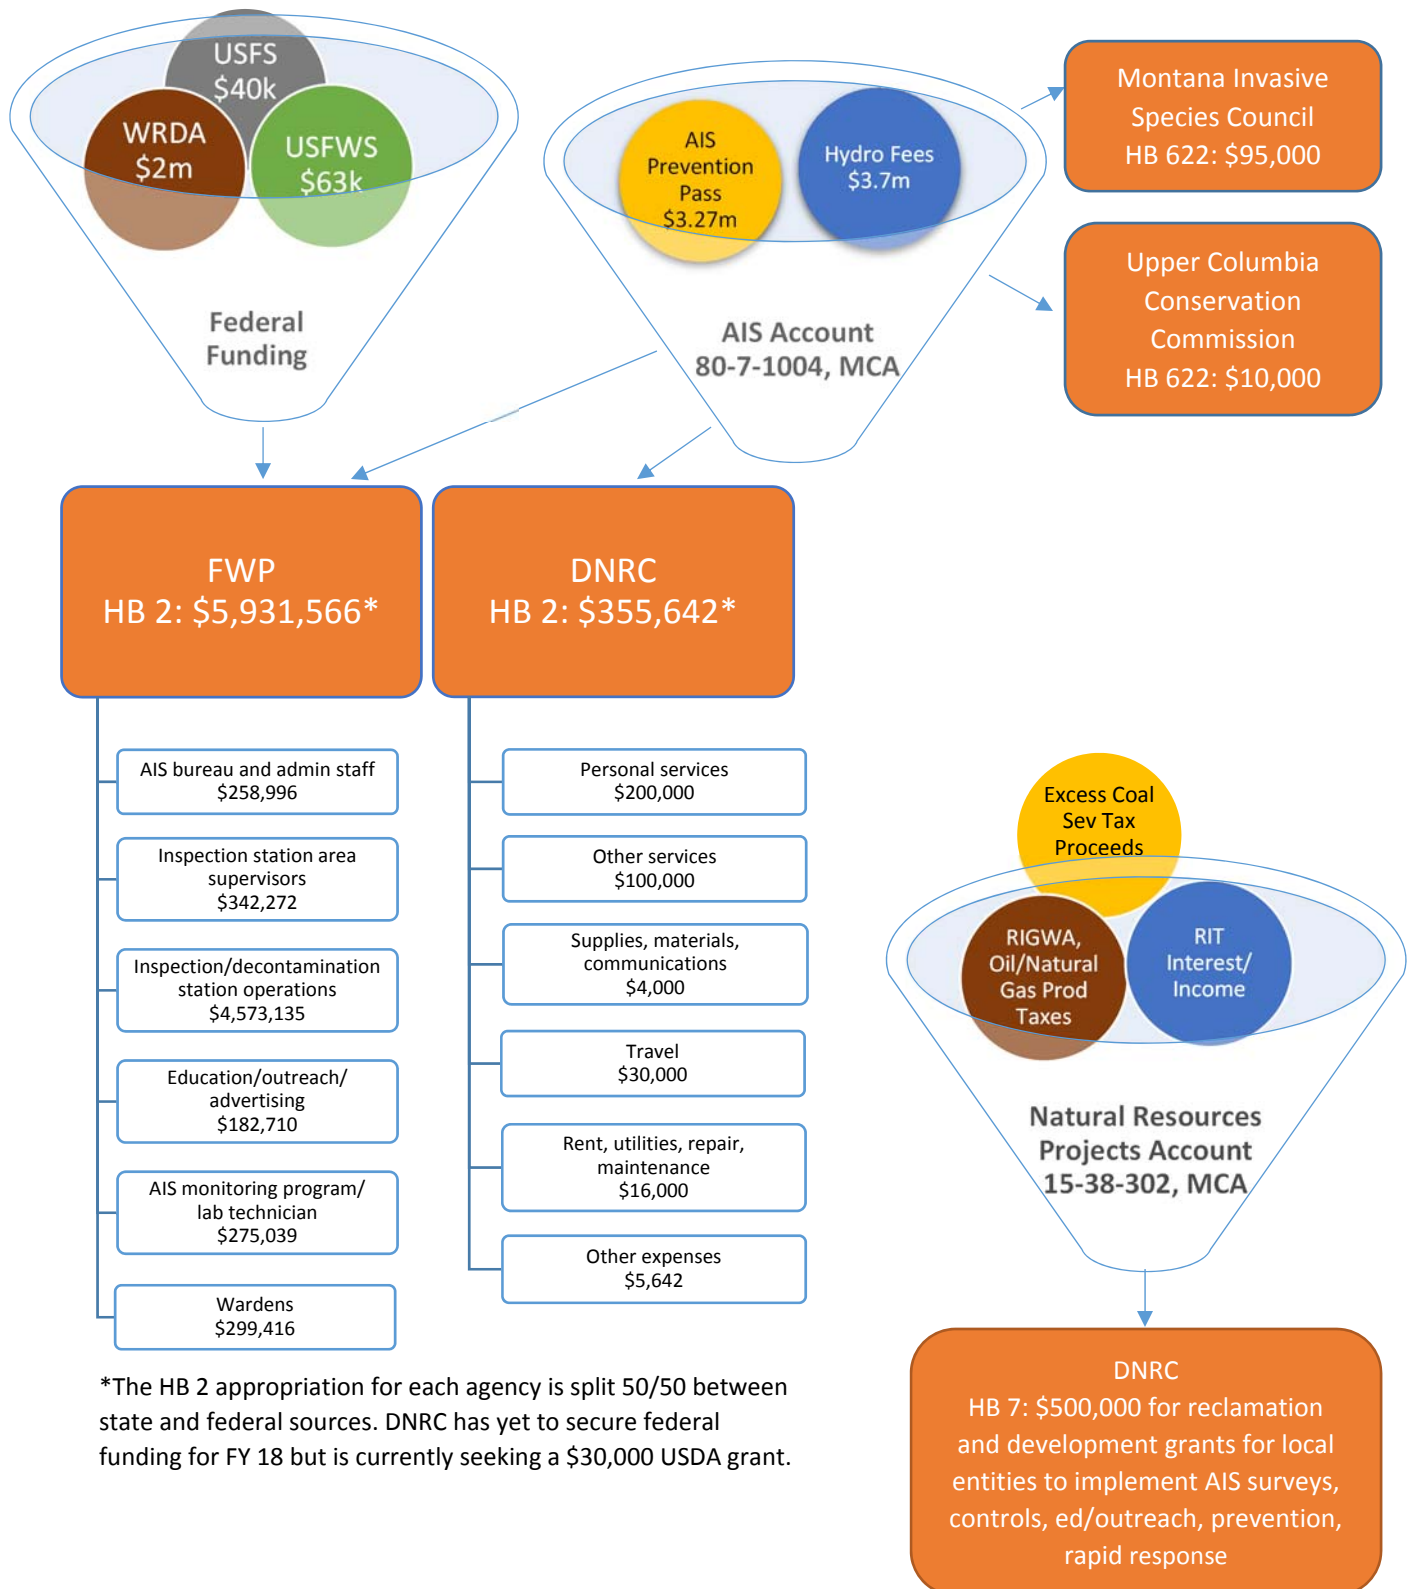 USFS
$40k
WRDA
$2m
USFWS
$63k
Federal
Funding
AIS
Prevention
Pass
$3.27m
Hydro Fees
$3.7m
AIS Account
80-7-1004, MCA
Montana Invasive
Species Council
HB 622: $95,000
Upper Columbia
Conservation
Commission
HB 622: $10,000
FWP
HB 2: $5,931,566*
DNRC
HB 2: $355,642*
AIS bureau and admin staff
$258,996
Inspection station area
supervisors
$342,272
Inspection/decontamination
station operations
$4,573,135
Education/outreach/
advertising
$182,710
AIS monitoring program/
lab technician
$275,039
Wardens
$299,416
Personal services
$200,000
Other services
$100,000
Supplies, materials,
communications
$4,000
Travel
$30,000
Rent, utilities, repair,
maintenance
$16,000
Other expenses
$5,642
Excess Coal
Sev Tax
Proceeds
RIGWA,
Oil/Natural
Gas Prod
Taxes
RIT
Interest/
Income
Natural Resources
Projects Account
15-38-302, MCA
DNRC
HB 7: $500,000 for reclamation
and development grants for local
entities to implement AIS surveys,
controls, ed/outreach, prevention,
rapid response
*The HB 2 appropriation for each agency is split 50/50 between
state and federal sources. DNRC has yet to secure federal
funding for FY 18 but is currently seeking a $30,000 USDA grant.